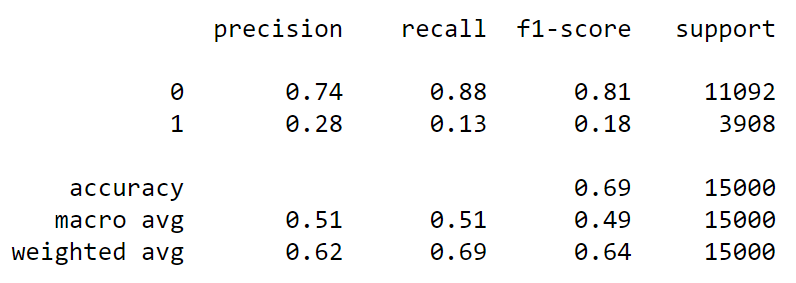 precision recall f1-score support
0 0.74 0.88 0.81 11092
1 0.28 0.13 0.18 3908
accuracy 0.69 15000
macro avg 0.51 0.51 0.49 15000
weighted avg 0.62 0.69 0.64 15000